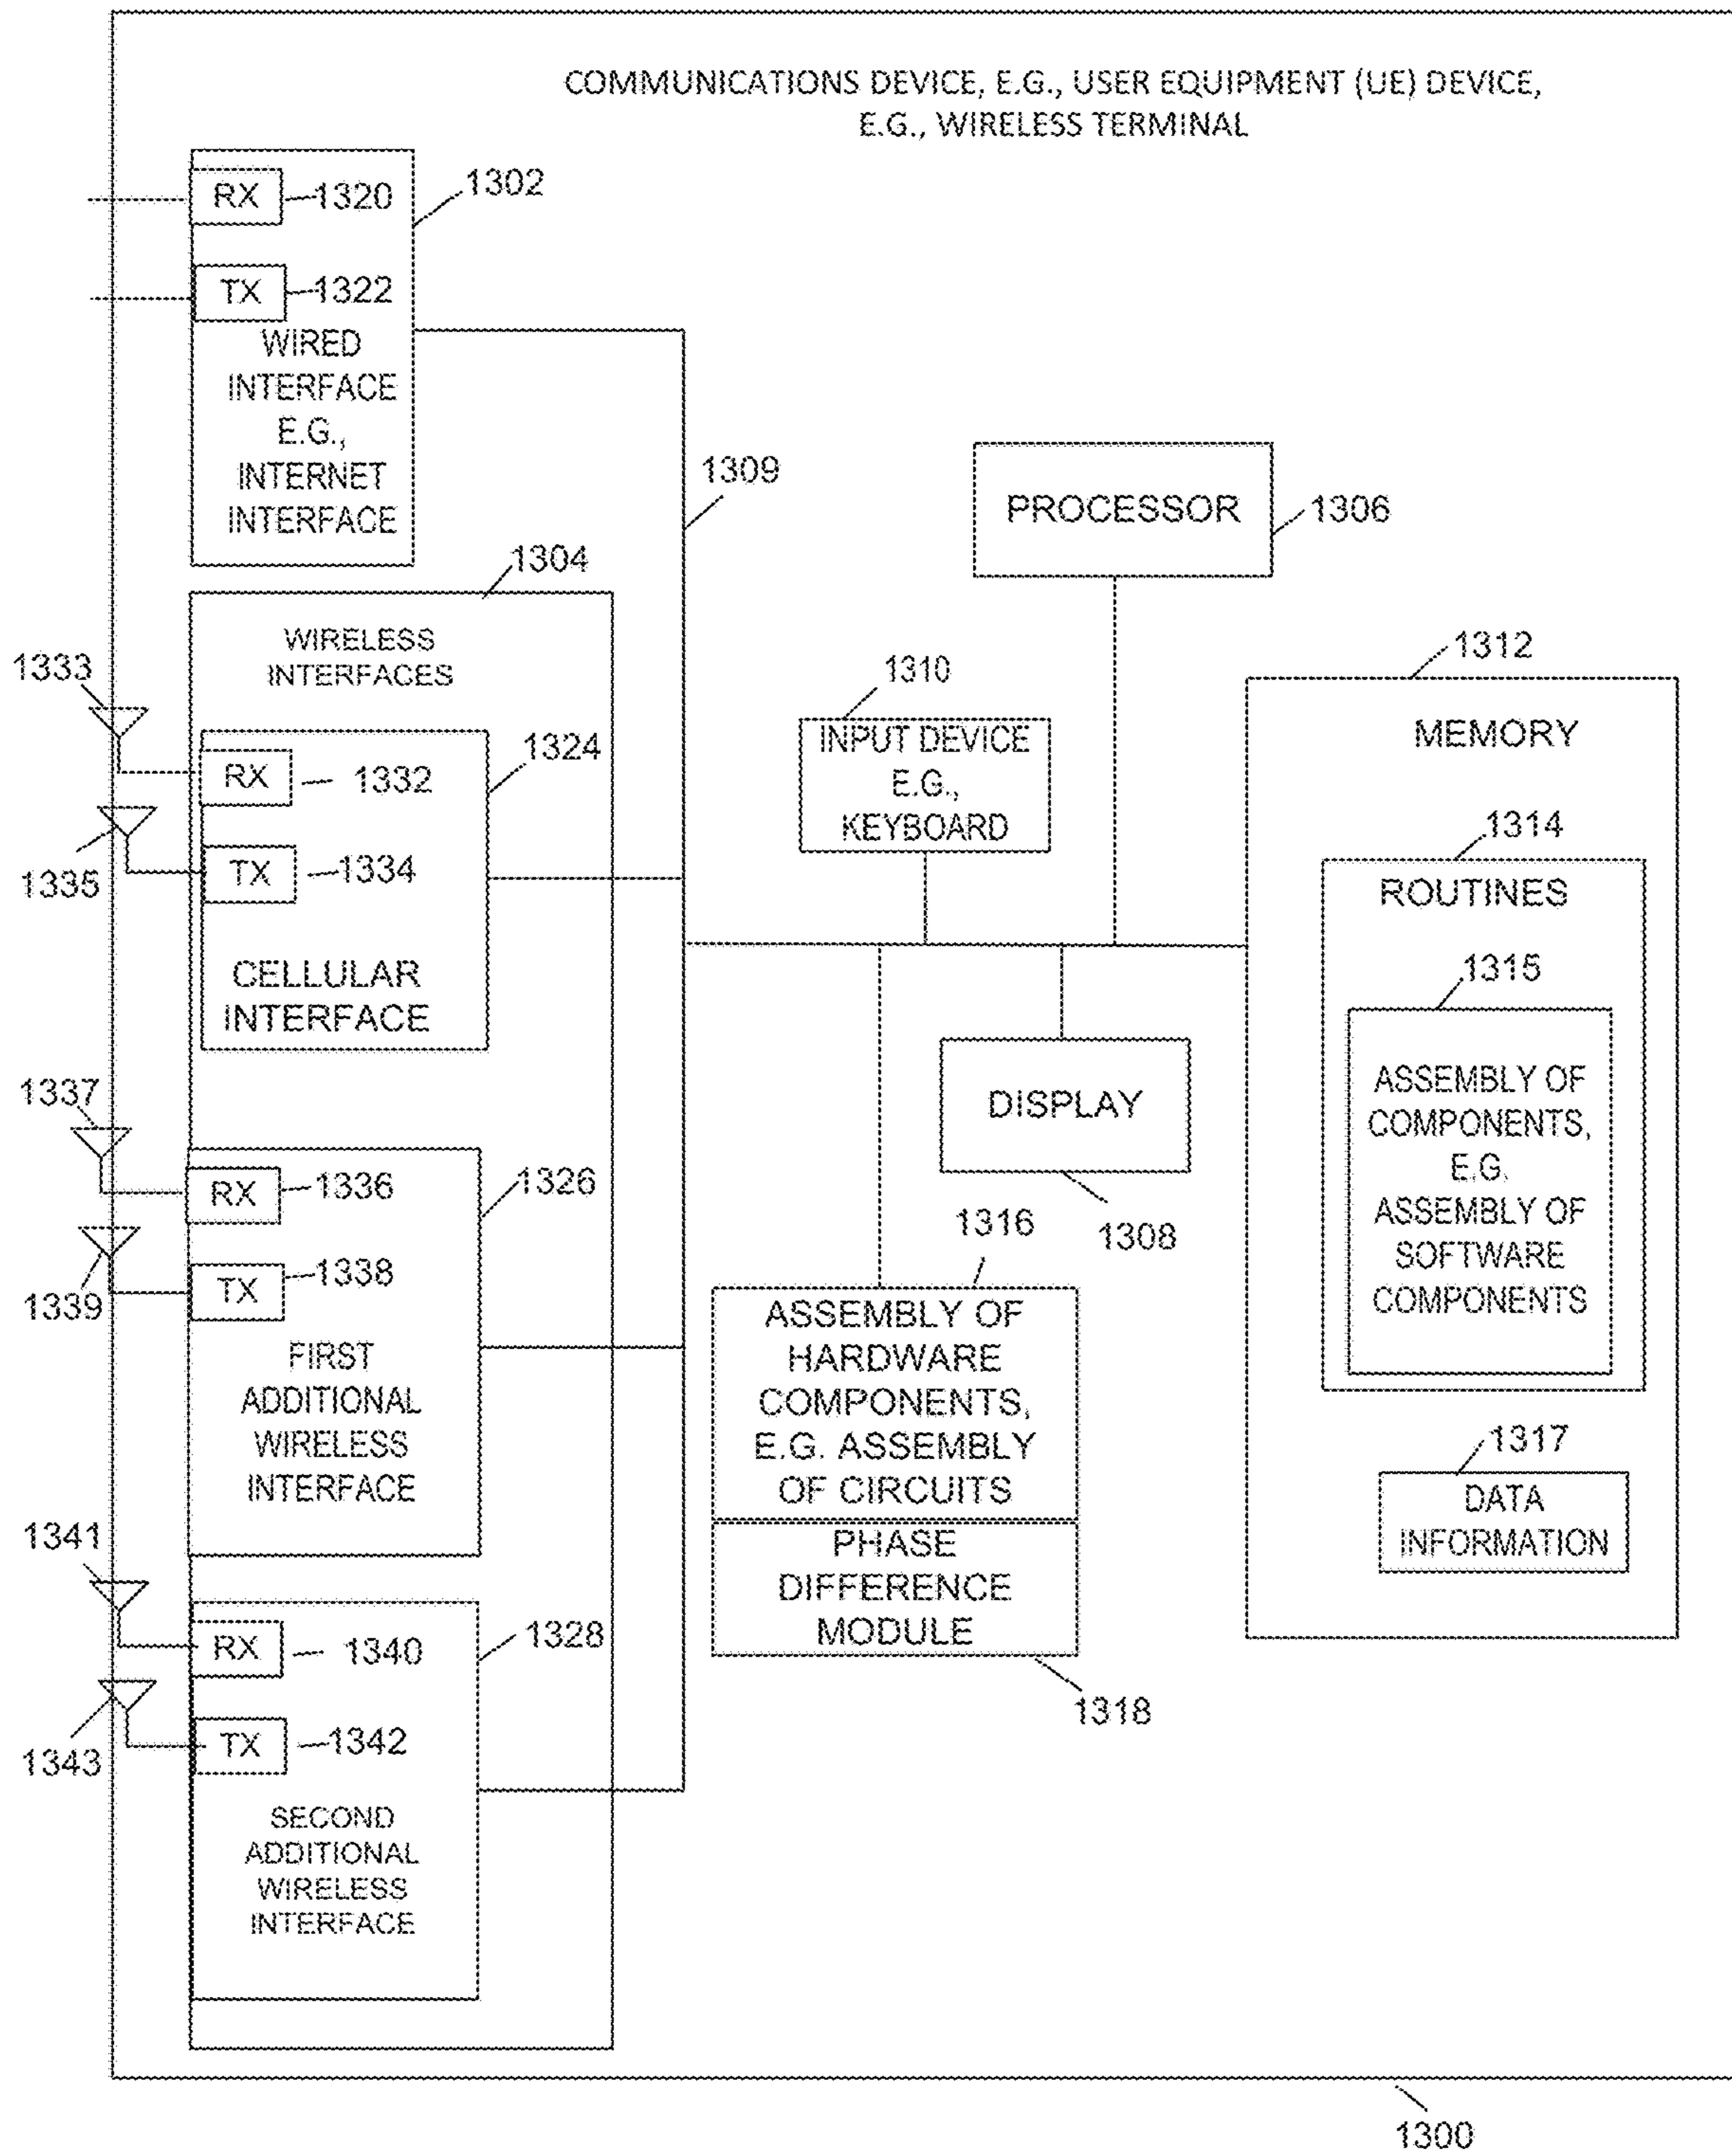 COMMUNICATIONS DEVICE, E.G., USER EQUIPMENT (UE) DEVICE,
E.G., WIRELESS TERMINAL
RX
1320
1302
TX
1322
WIRED
INTERFACE
E.G.,
INTERNET
INTERFACE
1309
PROCESSOR
1306
1304
WIRELESS
INTERFACES
1333
RX
1332
1324
1335
TX
1334
CELLULAR
INTERFACE
1310
INPUT DEVICE
E.G.,
KEYBOARD
1312
MEMORY
1314
ROUTINES
1315
ASSEMBLY OF
COMPONENTS,
E.G.
ASSEMBLY OF
SOFTWARE
COMPONENTS
1317
DATA
INFORMATION
DISPLAY
1308
1316
ASSEMBLY OF
HARDWARE
COMPONENTS,
E.G. ASSEMBLY
OF CIRCUITS
PHASE
DIFFERENCE
MODULE
1318
1337
RX
1336
1326
1339
TX
1338
FIRST
ADDITIONAL
WIRELESS
INTERFACE
1341
RX
1340
1328
1343
TX
1342
SECOND
ADDITIONAL
WIRELESS
INTERFACE
1300